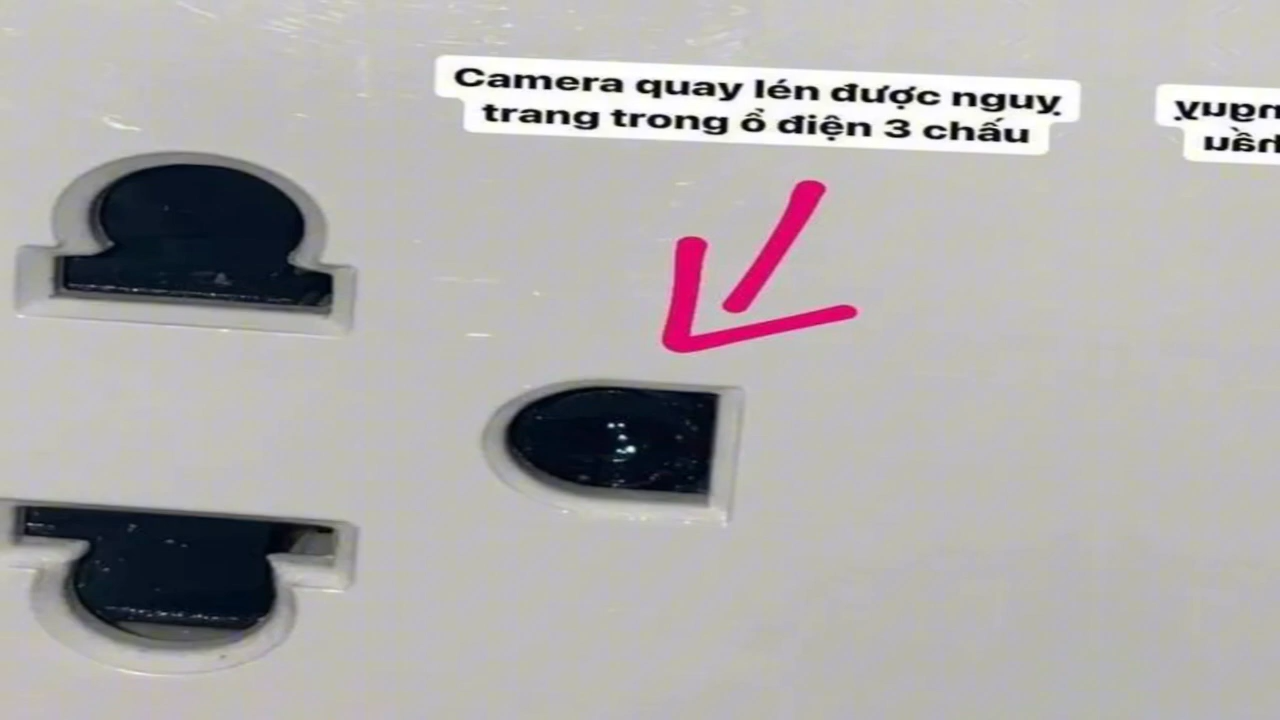 Camera quay lén được nguỵ
trang trong ổ điện 3 chấu